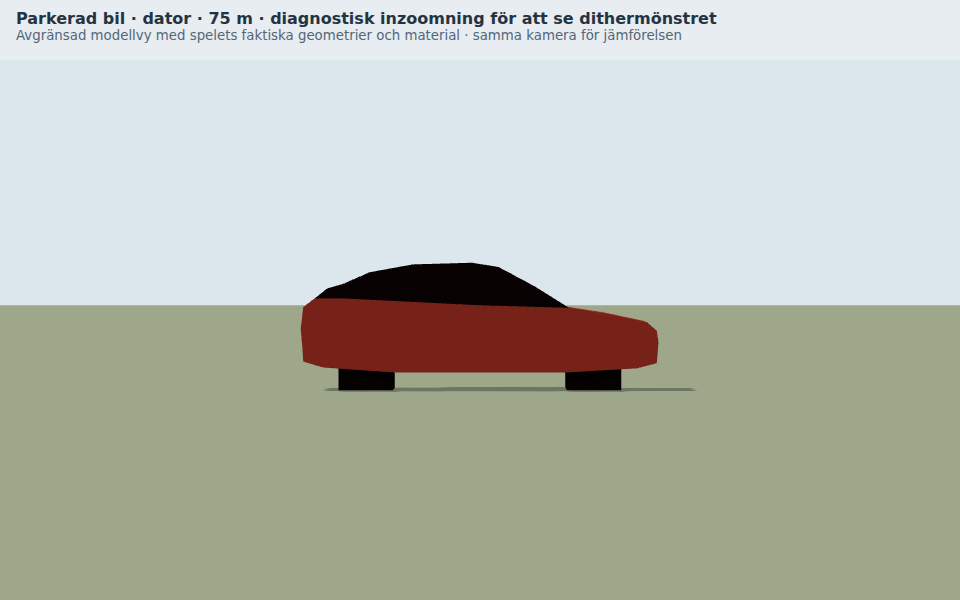 Parkerad bil · dator · 75 m · diagnostisk inzoomning för att se dithermönstret
Avgränsad modellvy med spelets faktiska geometrier och material · samma kamera för jämförelsen